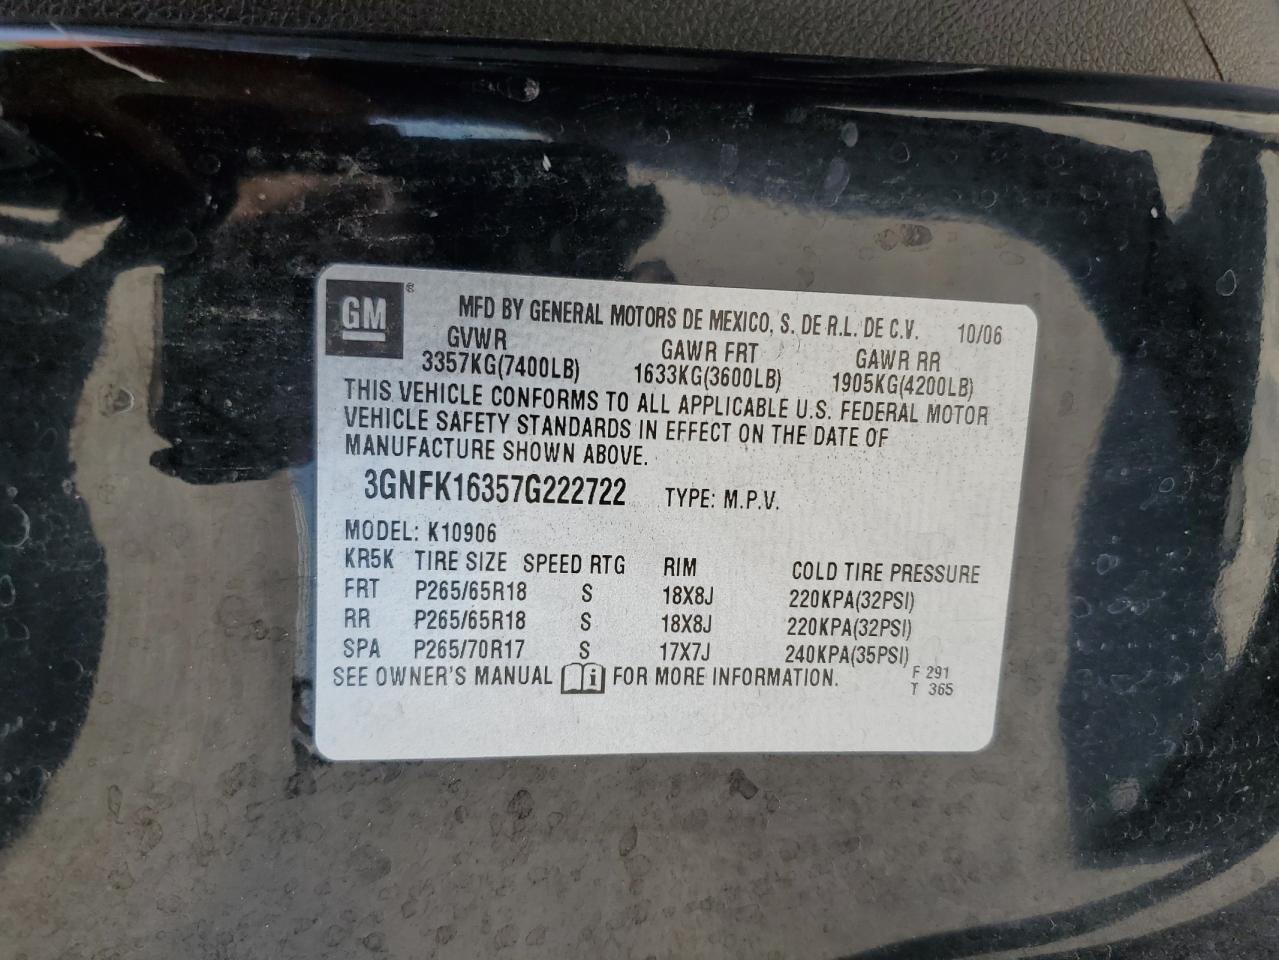 GM ®
MFD BY GENERAL MOTORS DE MEXICO, S. DE R.L. DE C.V. 10/06
GVWR GAWR FRT GAWR RR
3357KG(7400LB) 1633KG(3600LB) 1905KG(4200LB)
THIS VEHICLE CONFORMS TO ALL APPLICABLE U.S. FEDERAL MOTOR
VEHICLE SAFETY STANDARDS IN EFFECT ON THE DATE OF
MANUFACTURE SHOWN ABOVE.
3GNFK16357G222722 TYPE: M.P.V.
MODEL: K10906
KR5K TIRE SIZE SPEED RTG RIM COLD TIRE PRESSURE
FRT P265/65R18 S 18X8J 220KPA(32PSI)
RR P265/65R18 S 18X8J 220KPA(32PSI)
SPA P265/70R17 S 17X7J 240KPA(35PSI)
SEE OWNER'S MANUAL i FOR MORE INFORMATION. F 291
T 365